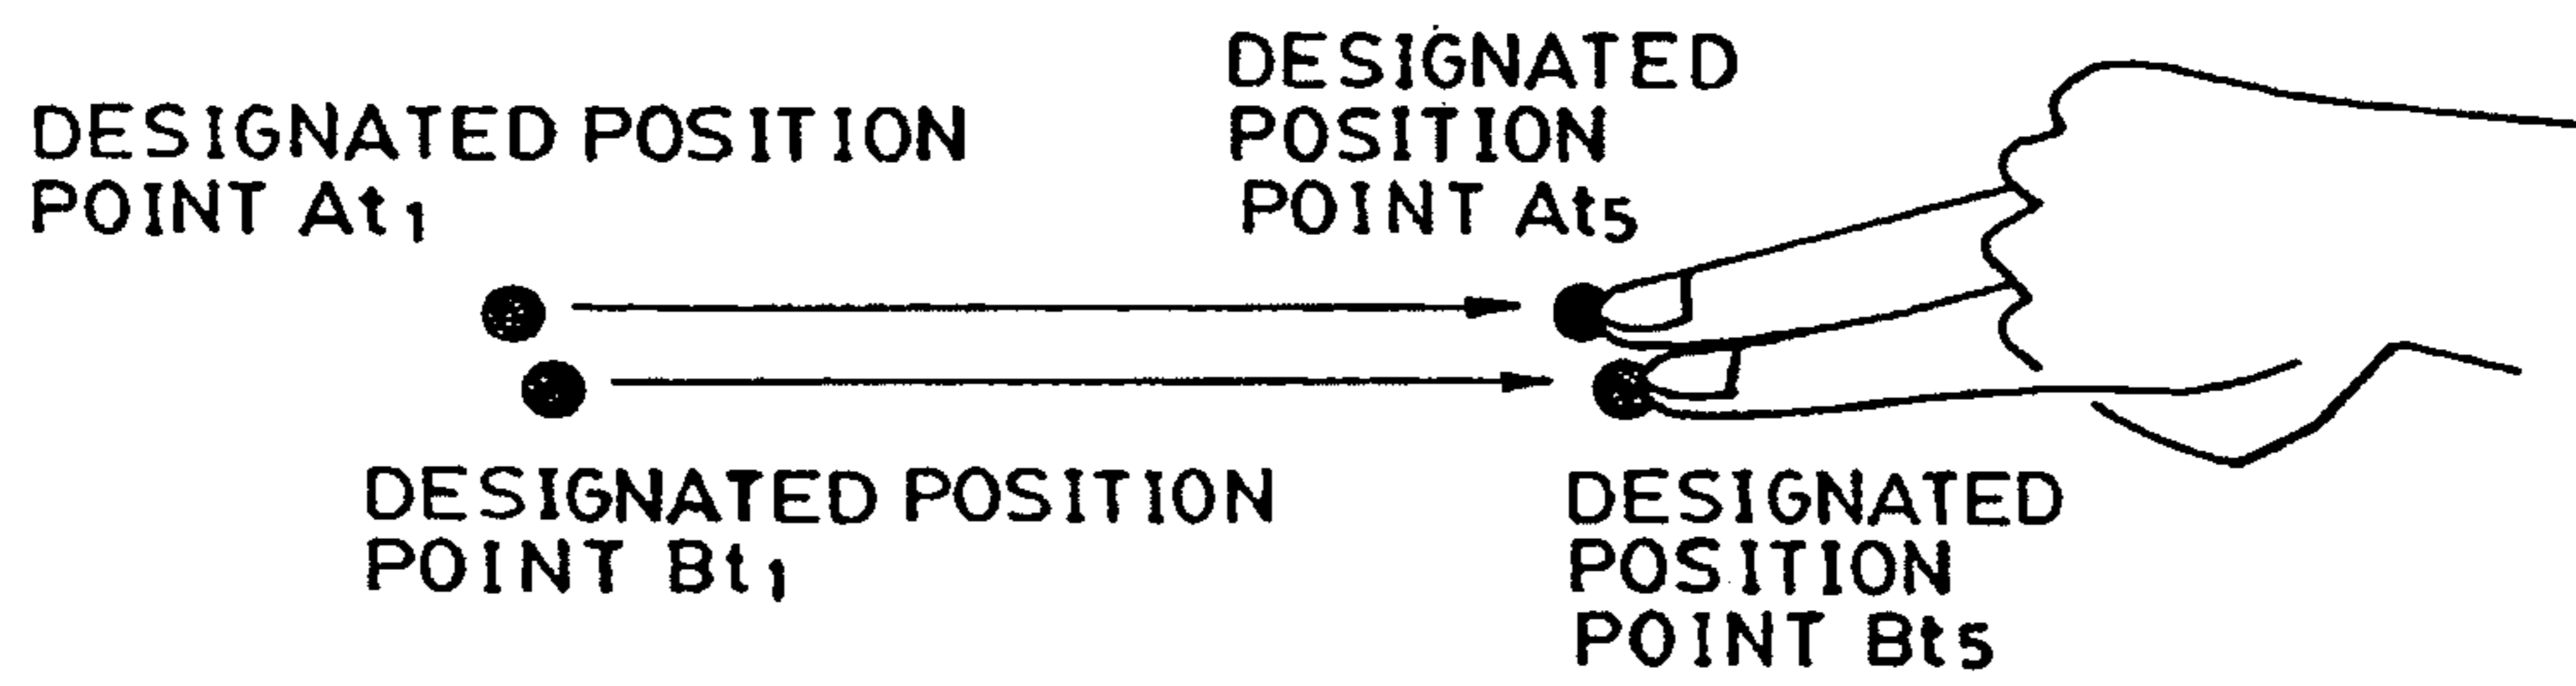 DESIGNATED POSITION
POINT At₁
DESIGNATED
POSITION
POINT At₅
DESIGNATED POSITION
POINT Bt₁
DESIGNATED
POSITION
POINT Bt₅